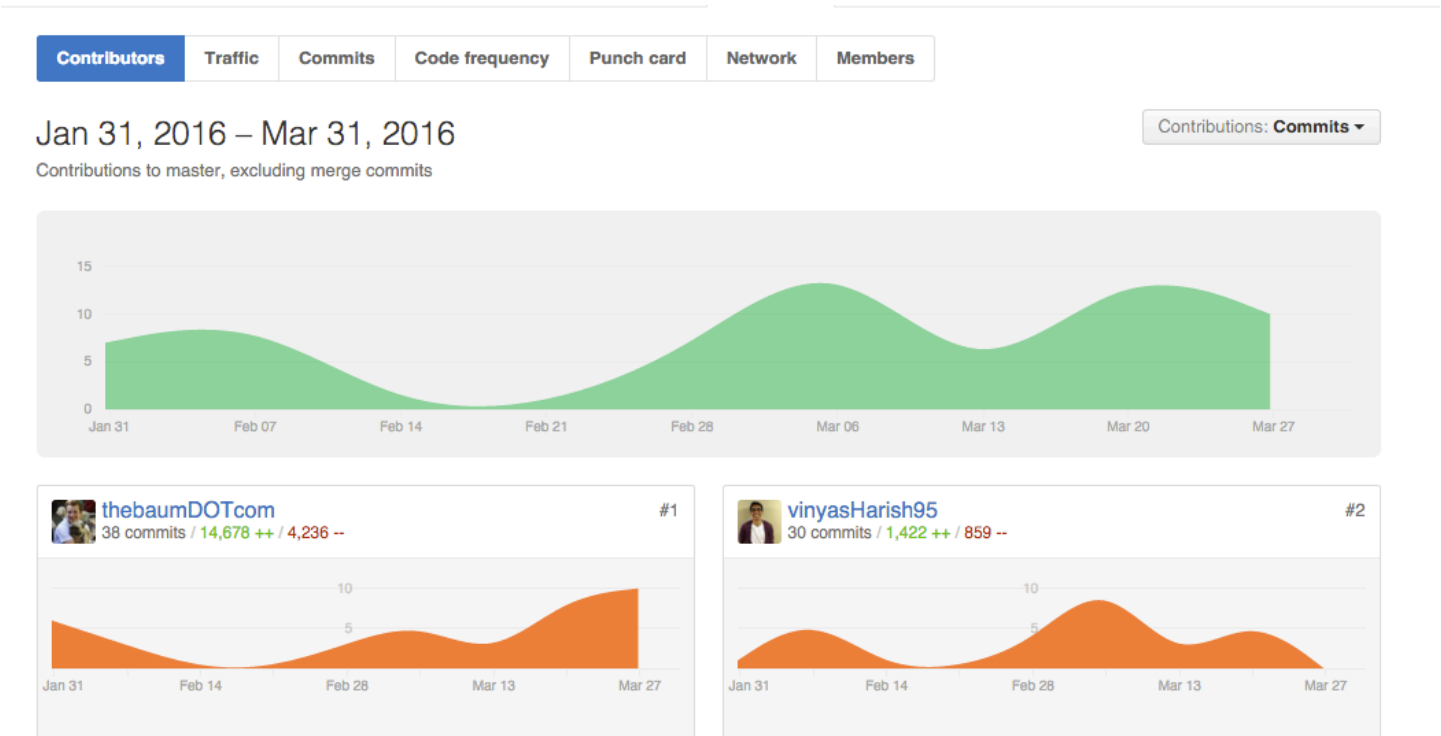 Contributors Traffic Commits Code frequency Punch card Network Members
Jan 31, 2016 – Mar 31, 2016
Contributions: Commits
Contributions to master, excluding merge commits
15
10
5
0
Jan 31 Feb 07 Feb 14 Feb 21 Feb 28 Mar 06 Mar 13 Mar 20 Mar 27
thebaumDOTcom #1
38 commits / 14,678 ++ / 4,236 --
10
5
Jan 31 Feb 14 Feb 28 Mar 13 Mar 27
vinyasHarish95 #2
30 commits / 1,422 ++ / 859 --
10
5
Jan 31 Feb 14 Feb 28 Mar 13 Mar 27